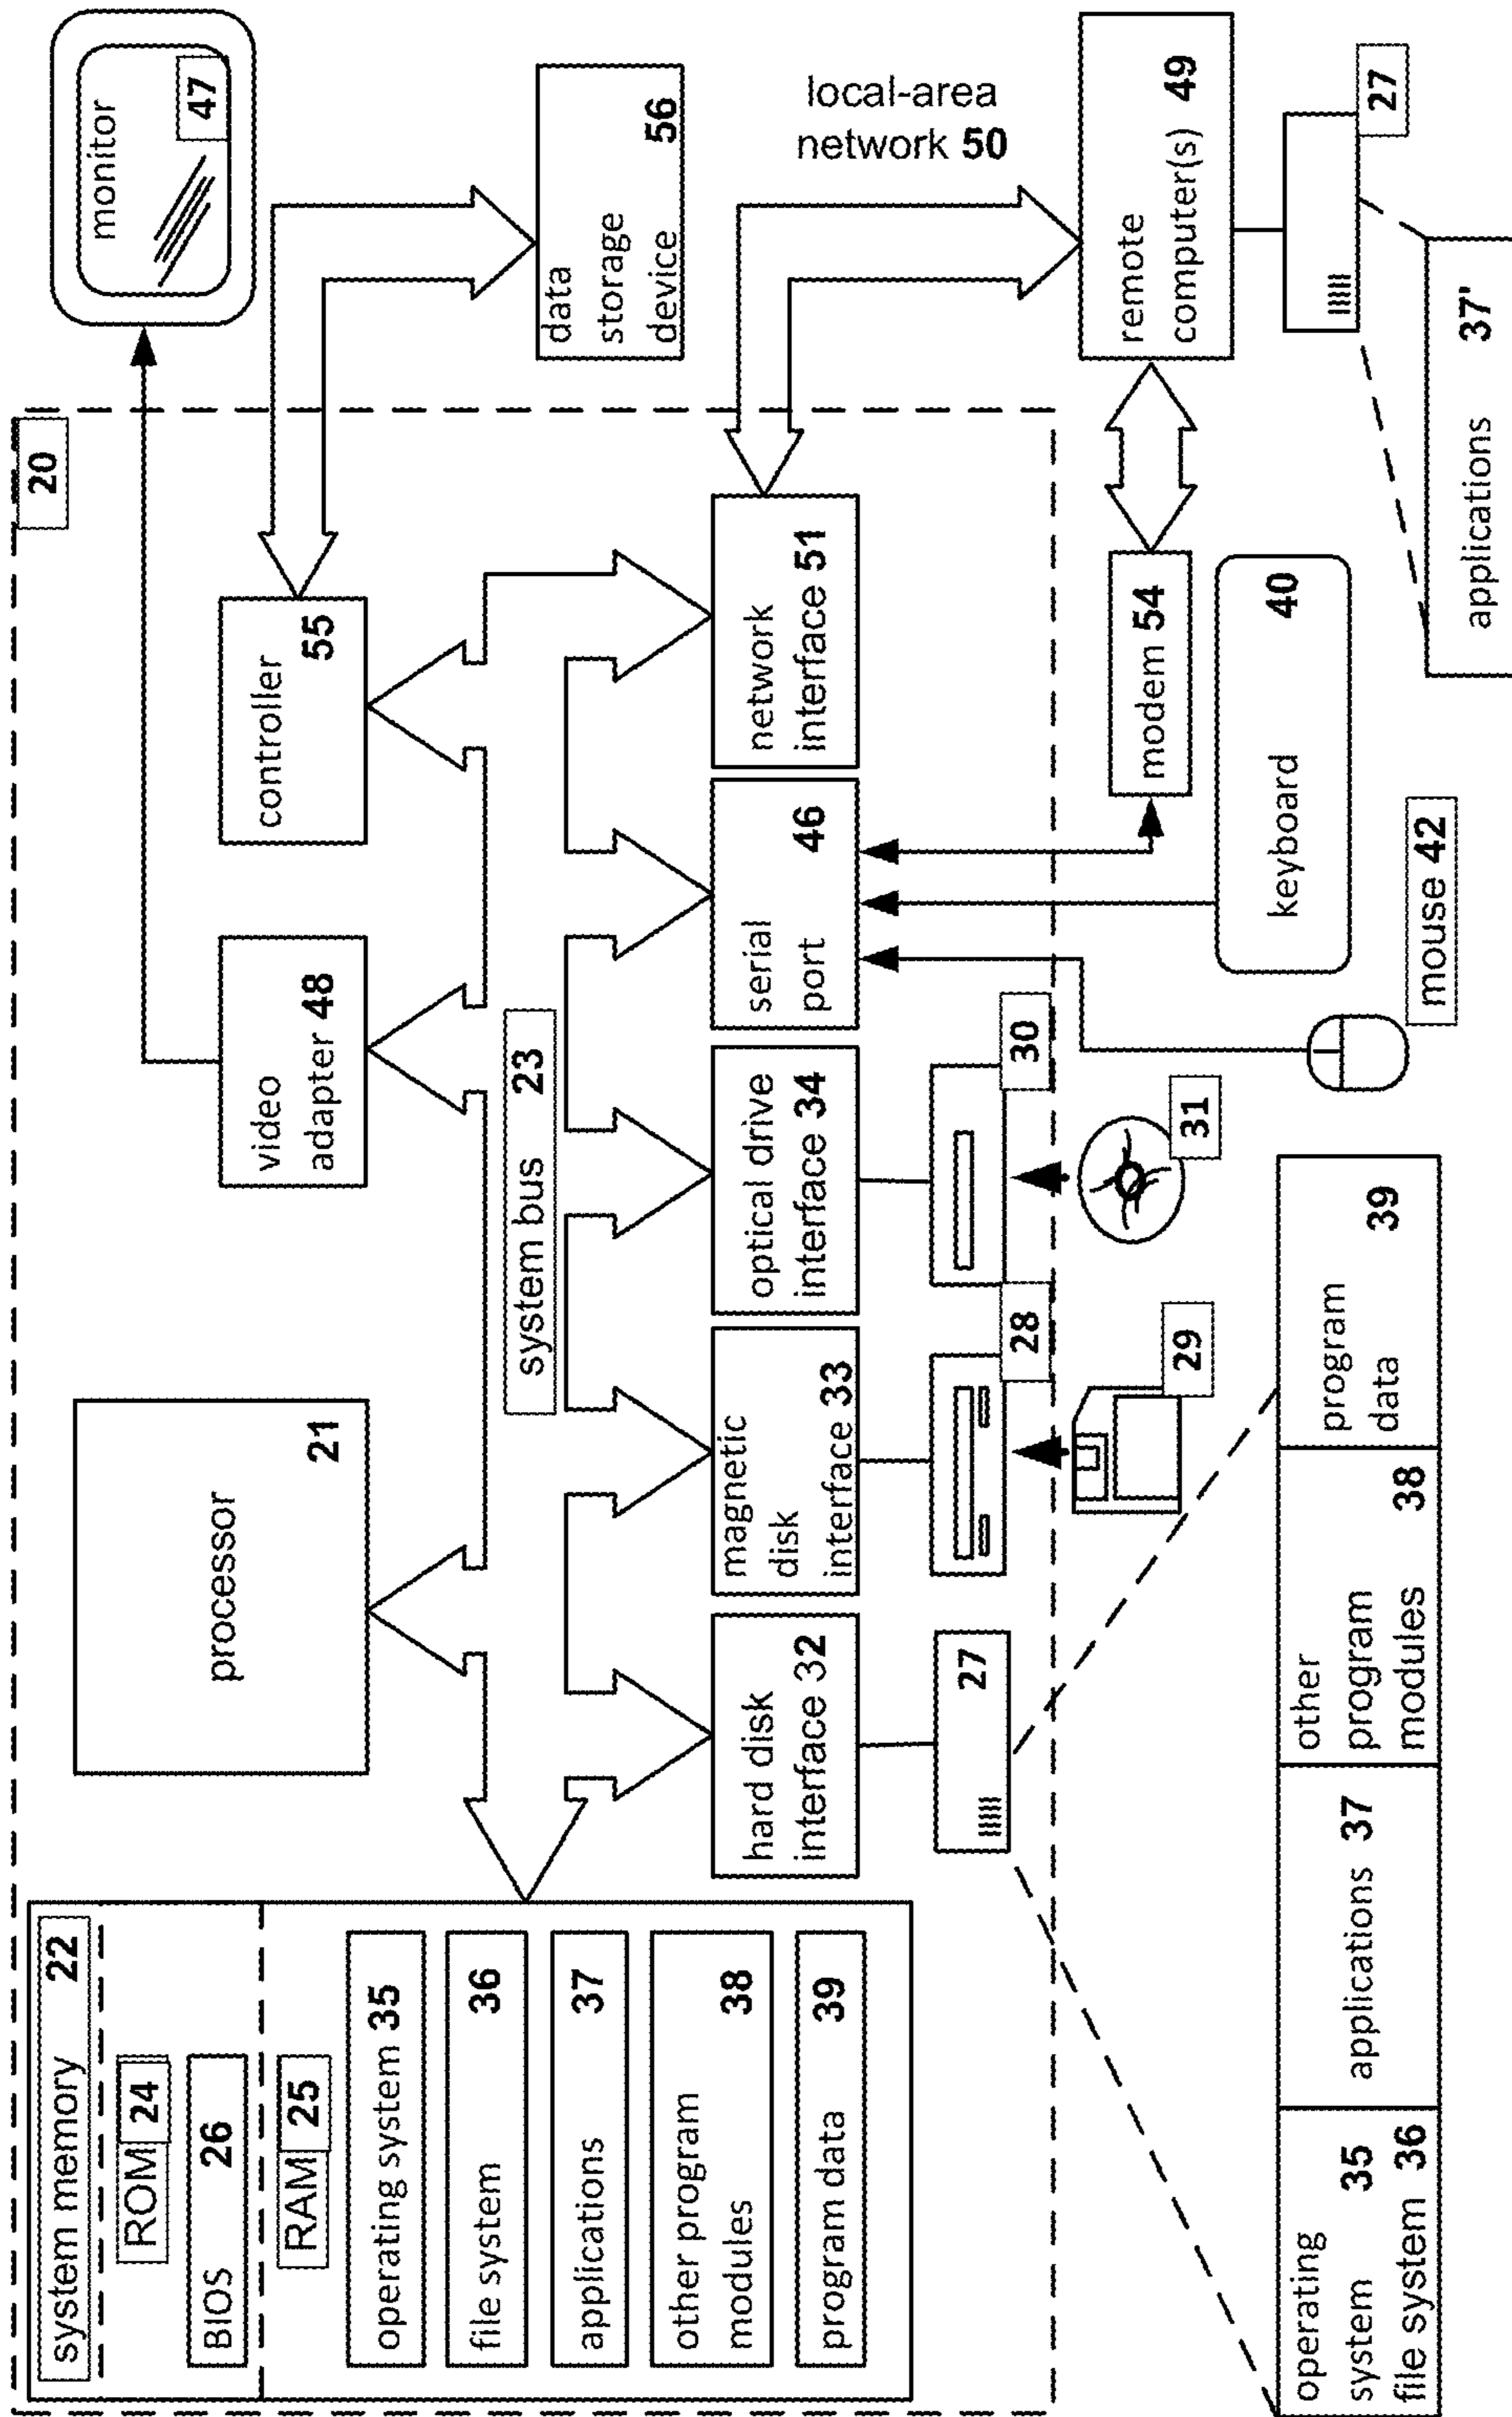 system memory 22
ROM 24
BIOS 26
RAM 25
operating system 35
file system 36
applications 37
other program
modules 38
program data 39
processor
21
video
adapter 48
controller
55
20
monitor
47
system bus 23
data
storage
device 56
hard disk
interface 32
magnetic
disk
interface 33
optical drive
interface 34
serial
port 46
network
interface 51
local-area
network 50
27
28
30
29
31
modem 54
remote
computer(s) 49
keyboard
40
mouse 42
27
operating
system 35
file system 36
applications 37
other
program
modules 38
program
data 39
applications 37'